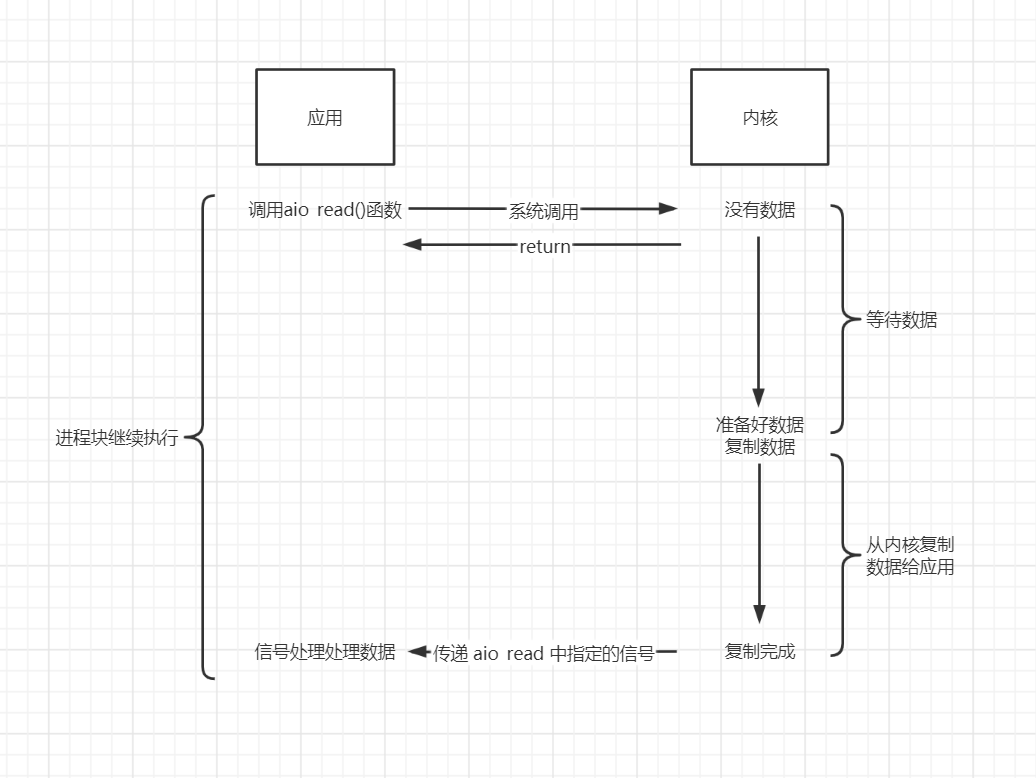 应用
内核
调用aio read()函数
系统调用
没有数据
return
等待数据
准备好数据
复制数据
进程块继续执行
从内核复制
数据给应用
信号处理处理数据
传递 aio read 中指定的信号
复制完成